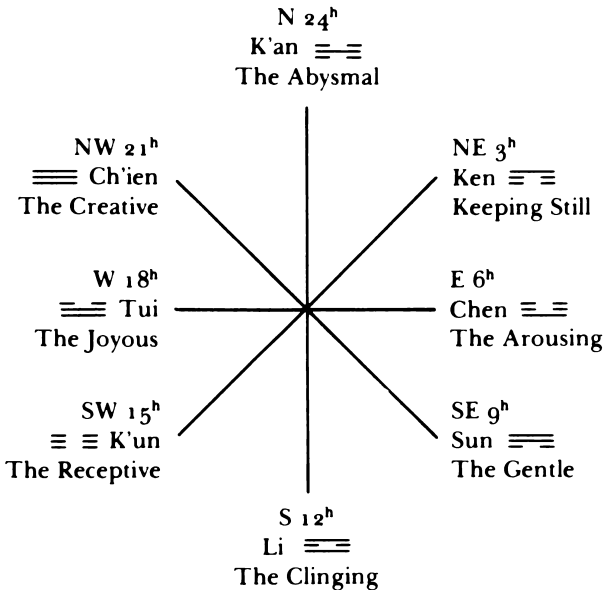 N 24ʰ
K'an ☵
The Abysmal
NW 21ʰ
☰ Ch'ien
The Creative
NE 3ʰ
Ken ☶
Keeping Still
W 18ʰ
☱ Tui
The Joyous
E 6ʰ
Chen ☳
The Arousing
SW 15ʰ
☷ K'un
The Receptive
SE 9ʰ
Sun ☴
The Gentle
S 12ʰ
Li ☲
The Clinging